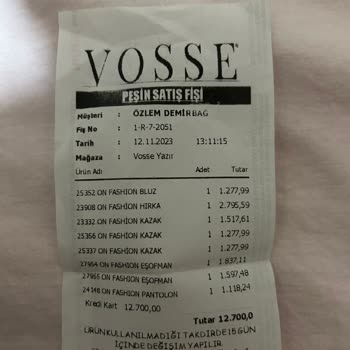 VOSSE
PEŞİN SATIŞ FİŞİ
Müşteri : ÖZLEM DEMİRBAĞ
Fiş No : 1-R-7-2051
Tarih : 12.11.2023 13:11:15
Mağaza : Vosse Yazır
Ürün Adı Adet Tutar
25352 ON FASHION BLUZ 1 1.277,99
23908 ON FASHION HIRKA 1 2.795,59
23332 ON FASHION KAZAK 1 1.517,61
25356 ON FASHION KAZAK 1 1.277,99
25337 ON FASHION KAZAK 1 1.277,99
27954 ON FASHION EŞOFMAN 1 1.837,11
27955 ON FASHION EŞOFMAN 1 1.597,48
24148 ON FASHION PANTOLON 1 1.118,24
Kredi Kart 12.700,00
Tutar 12.700,0
ÜRÜN KULLANILMADIĞI TAKDİRDE 15 GÜN
İÇİNDE DEĞİŞİM YAPILIR